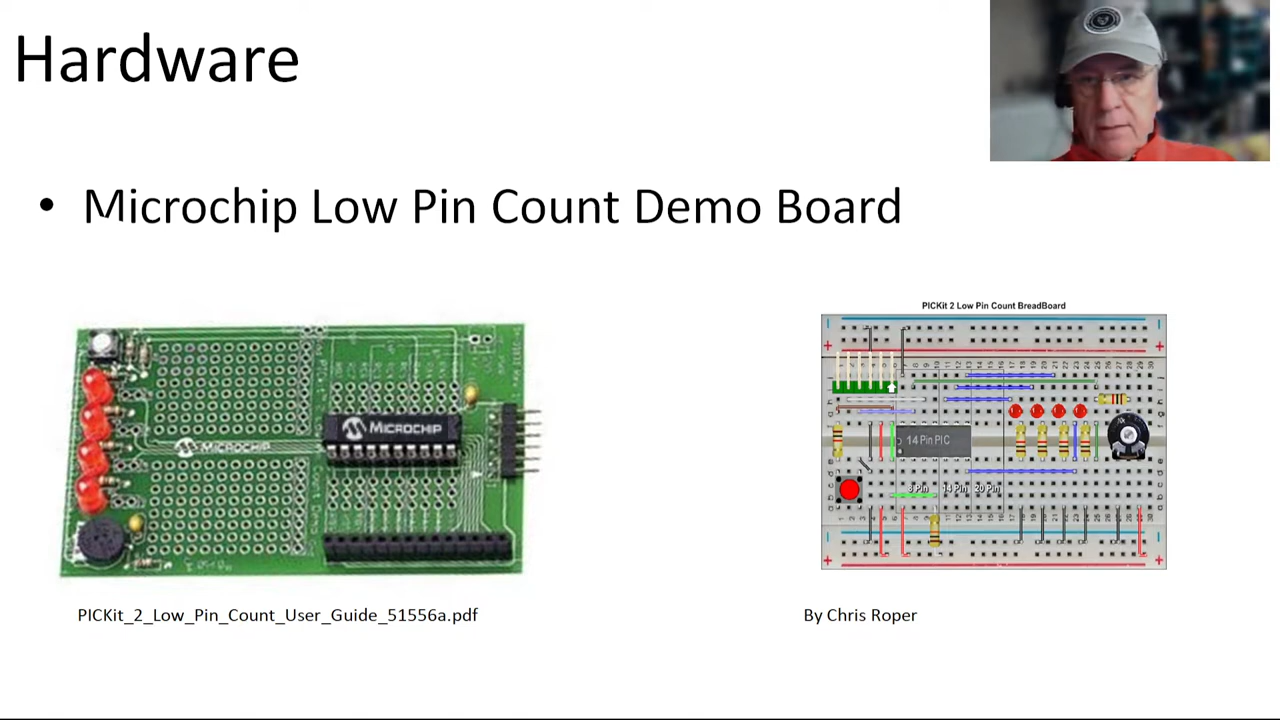 Hardware
• Microchip Low Pin Count Demo Board
PICKit 2 Low Pin Count BreadBoard
MICROCHIP
MICROCHIP
14 Pin PIC
8 Pin 14 Pin 20 Pin
PICKit_2_Low_Pin_Count_User_Guide_51556a.pdf
By Chris Roper